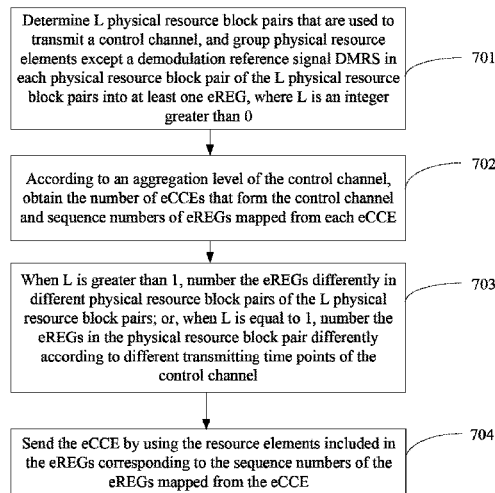 Determine L physical resource block pairs that are used to
transmit a control channel, and group physical resource
elements except a demodulation reference signal DMRS in
each physical resource block pair of the L physical resource
block pairs into at least one eREG, where L is an integer
greater than 0
701
According to an aggregation level of the control channel,
obtain the number of eCCEs that form the control channel
and sequence numbers of eREGs mapped from each eCCE
702
When L is greater than 1, number the eREGs differently in
different physical resource block pairs of the L physical
resource block pairs; or, when L is equal to 1, number the
eREGs in the physical resource block pair differently
according to different transmitting time points of the
control channel
703
Send the eCCE by using the resource elements included in
the eREGs corresponding to the sequence numbers of the
eREGs mapped from the eCCE
704